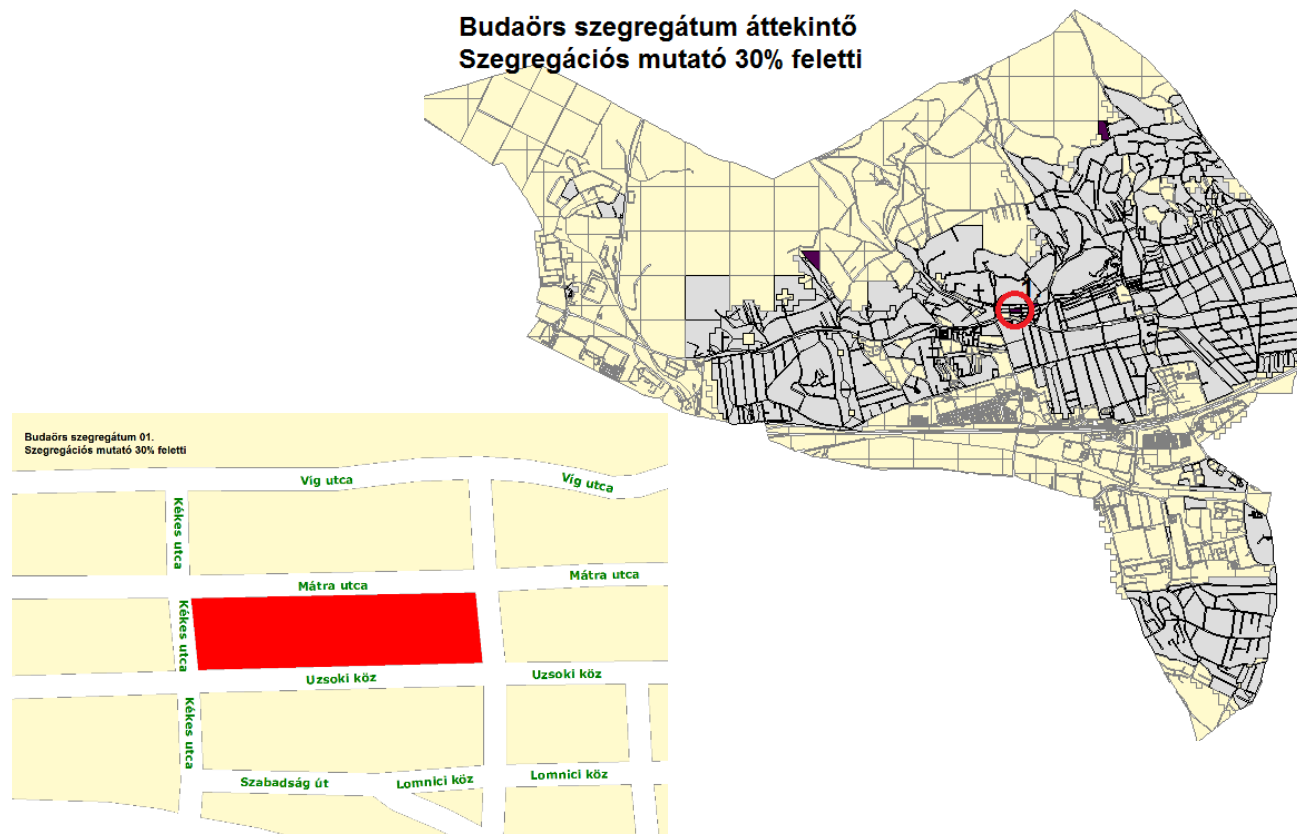 Budaörs szegregátum áttekintő
Szegregációs mutató 30% feletti
Budaörs szegregátum 01.
Szegregációs mutató 30% feletti
Víg utca
Víg utca
Kékes utca
Mátra utca
Mátra utca
Kékes utca
Uzsoki köz
Uzsoki köz
Kékes utca
Szabadság út
Lomnici köz
Lomnici köz
1